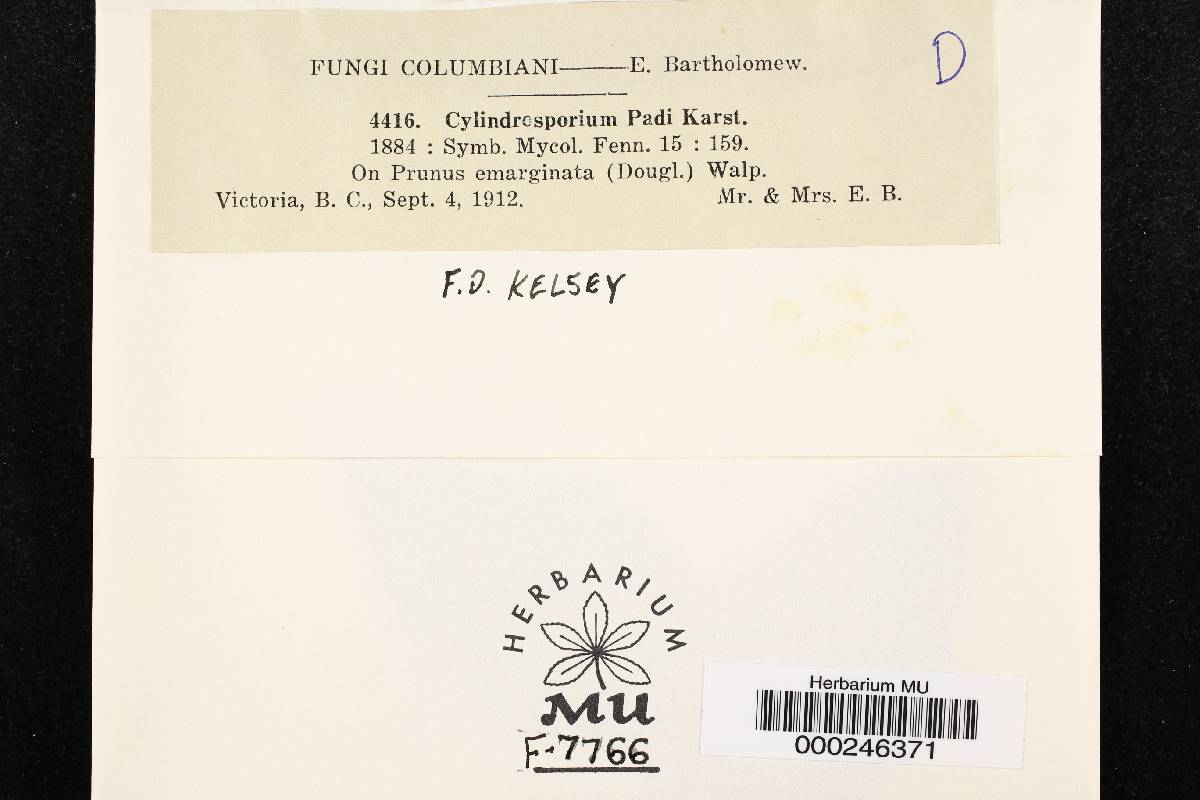 D
FUNGI COLUMBIANI——E. Bartholomew.
4416. Cylindrosporium Padi Karst.
1884 : Symb. Mycol. Fenn. 15 : 159.
On Prunus emarginata (Dougl.) Walp.
Victoria, B. C., Sept. 4, 1912. Mr. & Mrs. E. B.
F.D. KELSEY
HERBARIUM
MU
F-7766
Herbarium MU
000246371